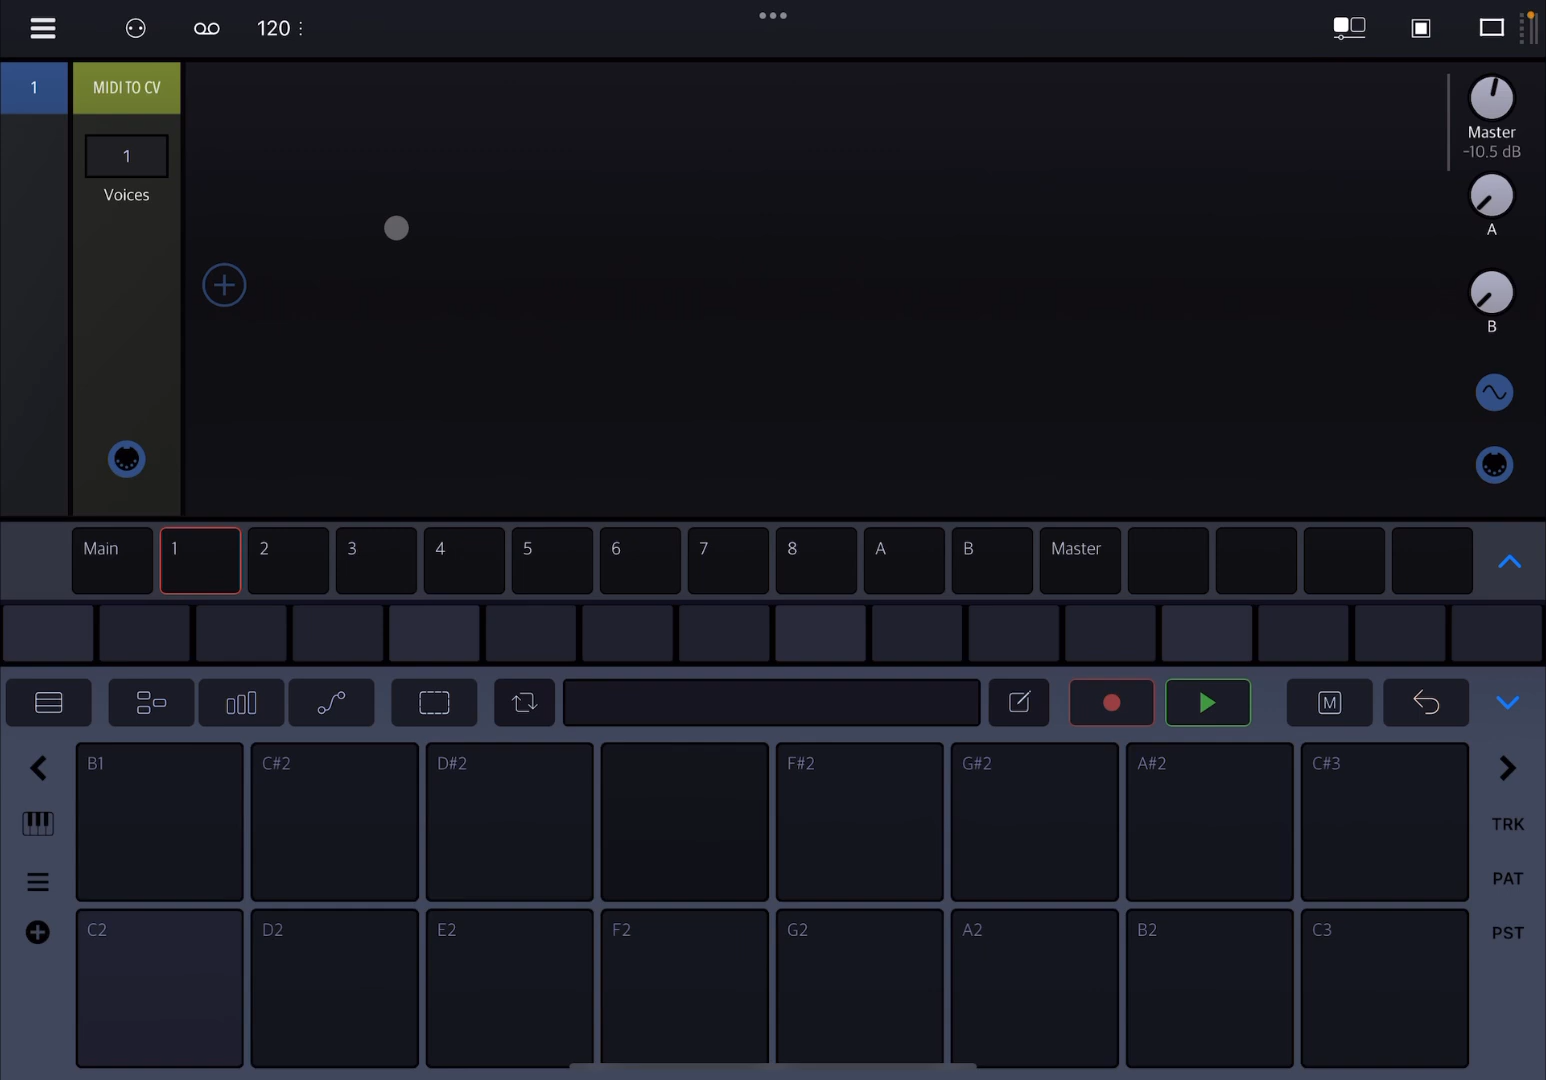 120
1
MIDI TO CV
1
Voices
Master
-10.5 dB
A
B
Main
1
2
3
4
5
6
7
8
A
B
Master
M
B1
C#2
D#2
F#2
G#2
A#2
C#3
TRK
PAT
C2
D2
E2
F2
G2
A2
B2
C3
PST